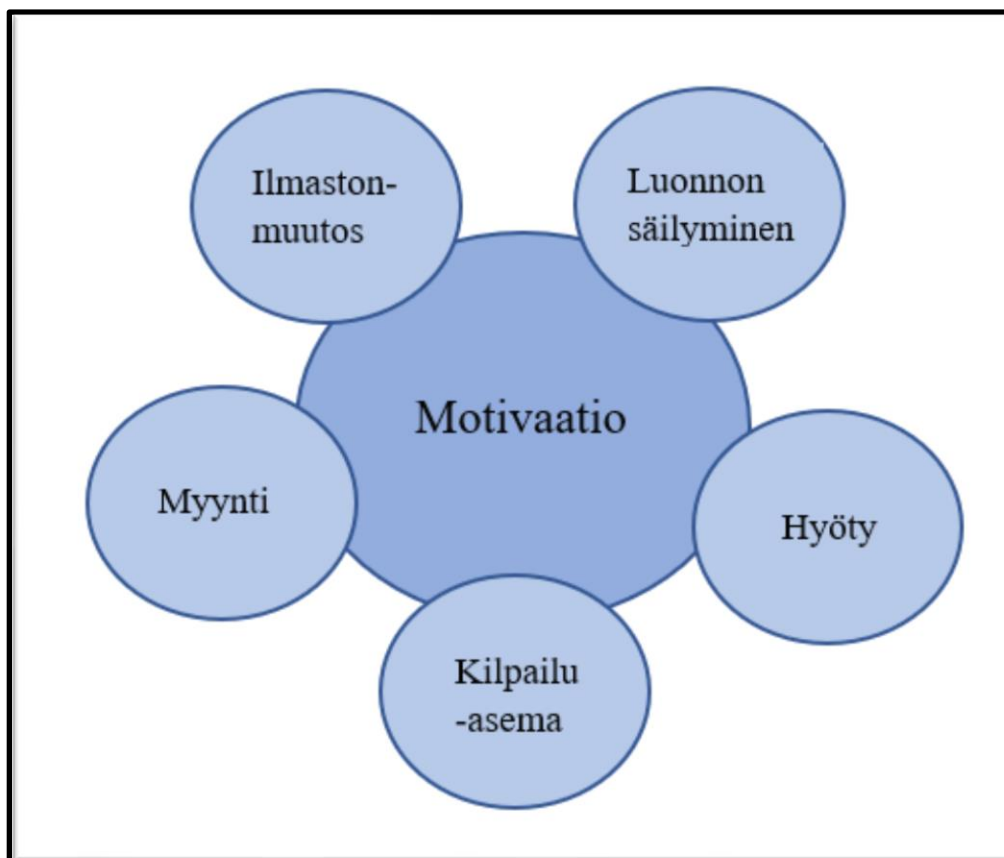 Ilmaston-
muutos
Luonnon
säilyminen
Motivaatio
Myynti
Hyöty
Kilpailu
-asema